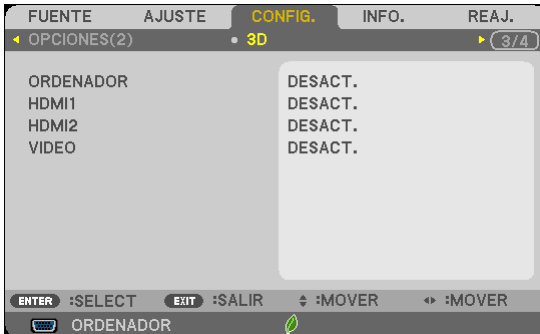 FUENTE AJUSTE CONFIG. INFO. REAJ.
OPCIONES(2) • 3D 3/4
ORDENADOR DESACT.
HDMI1 DESACT.
HDMI2 DESACT.
VIDEO DESACT.
ENTER :SELECT EXIT :SALIR :MOVER :MOVER
ORDENADOR